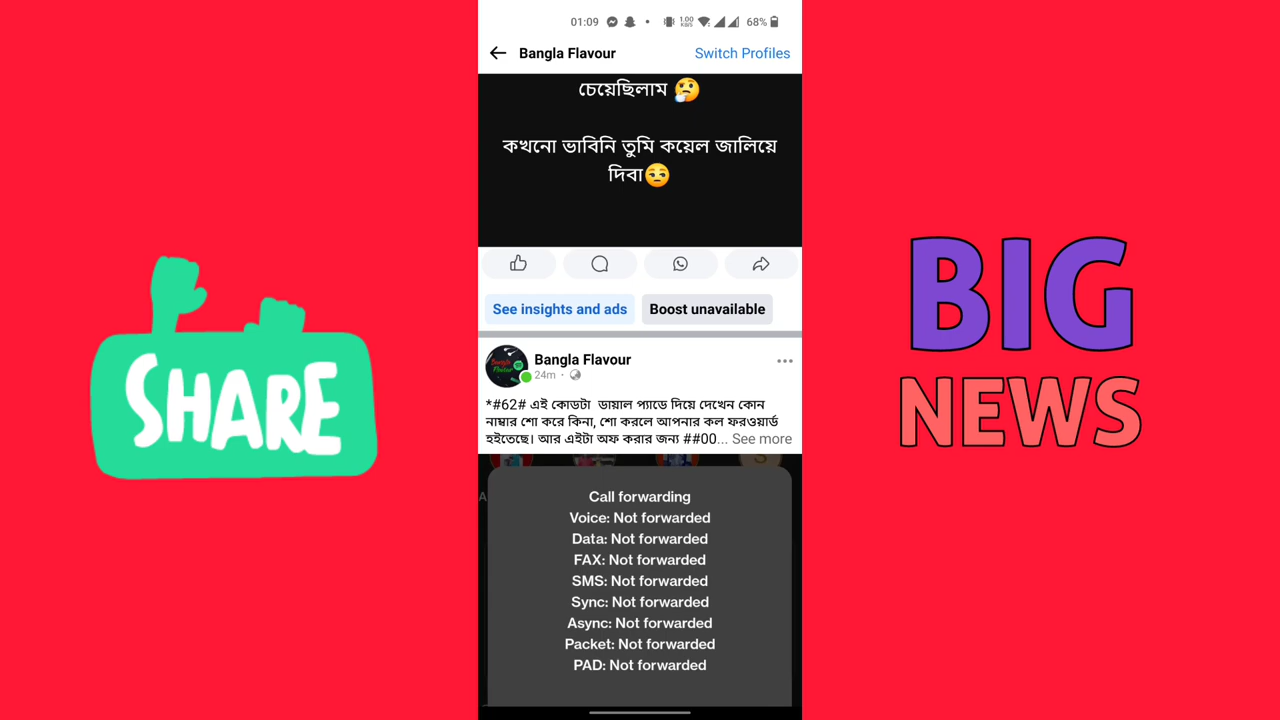 01:09
1.00
KB/S
68%
Bangla Flavour
Switch Profiles
চেয়েছিলাম 🤔
কখনো ভাবিনি তুমি কয়েল জালিয়ে
দিবা😒
See insights and ads
Boost unavailable
Bangla Flavour
24m ·
*#62# এই কোডটা ডায়াল প্যাডে দিয়ে দেখেন কোন
নাম্বার শো করে কিনা, শো করলে আপনার কল ফরওয়ার্ড
হইতেছে। আর এইটা অফ করার জন্য ##00... See more
S
A
Call forwarding
Voice: Not forwarded
Data: Not forwarded
FAX: Not forwarded
SMS: Not forwarded
Sync: Not forwarded
Async: Not forwarded
Packet: Not forwarded
PAD: Not forwarded
SHARE
BIG
NEWS